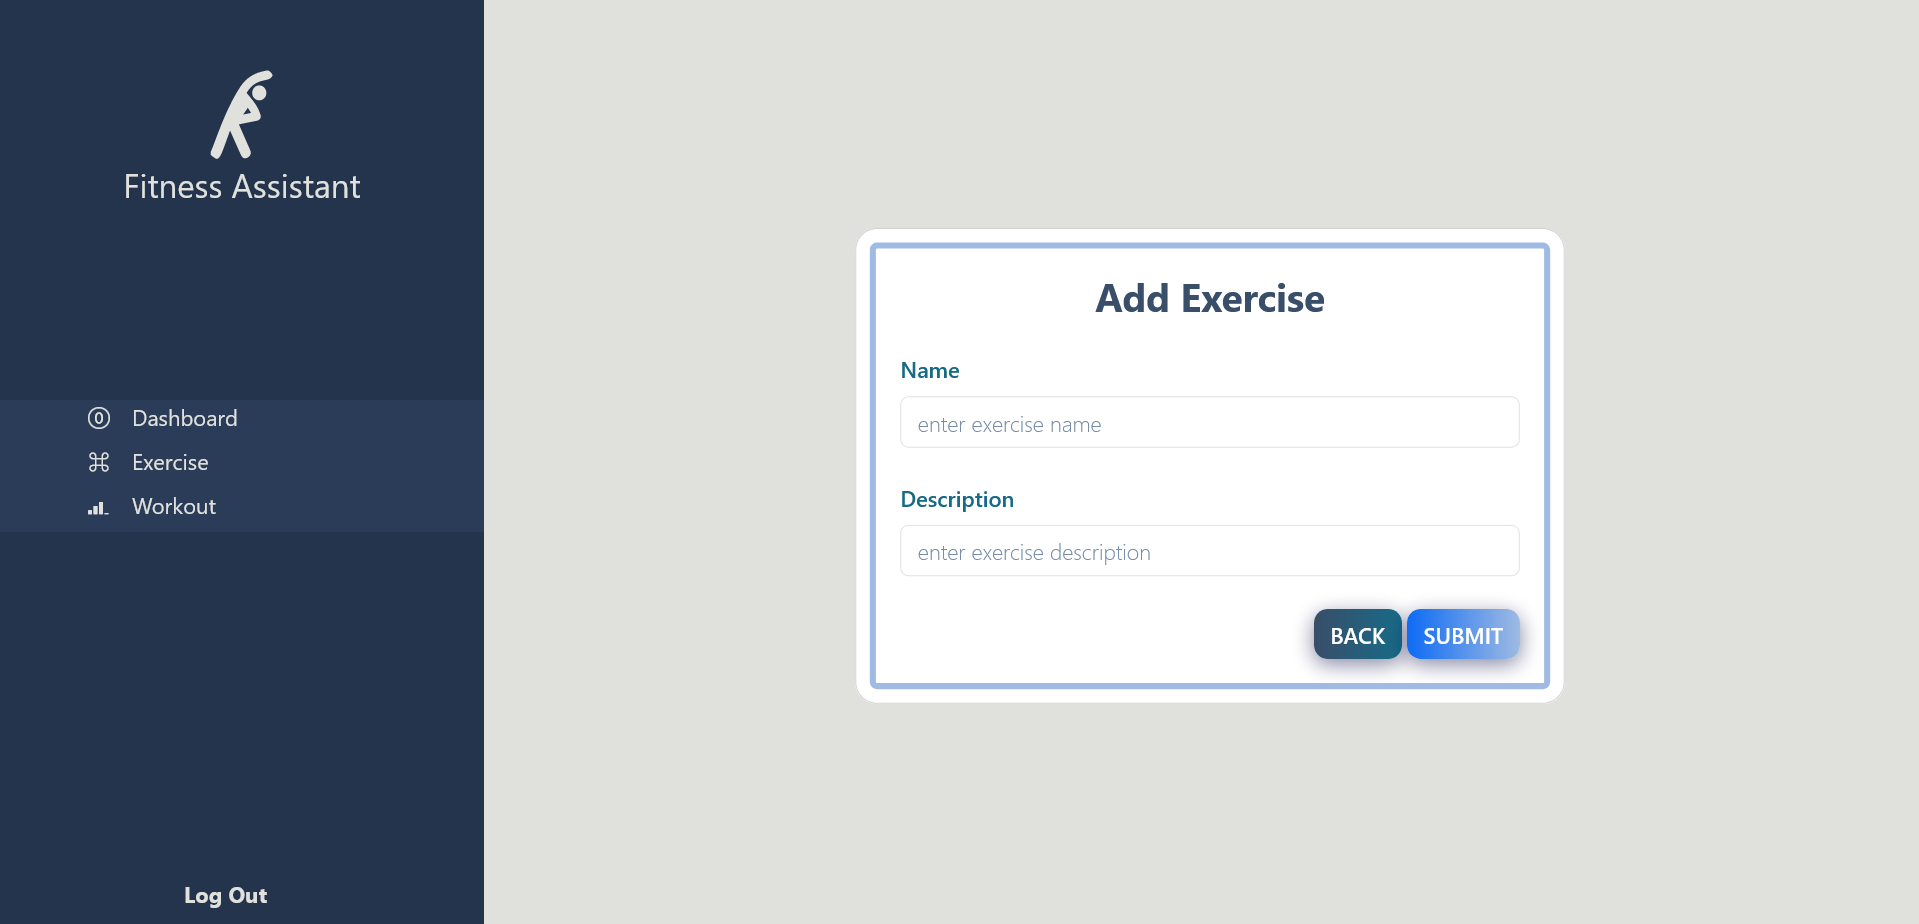 Fitness Assistant
Dashboard
Exercise
Workout
Log Out
Add Exercise
Name
enter exercise name
Description
enter exercise description
BACK SUBMIT